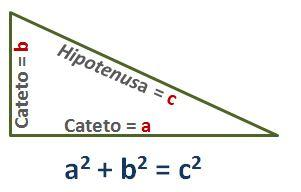 Cateto = b
Hipotenusa = c
Cateto = a
a² + b² = c²